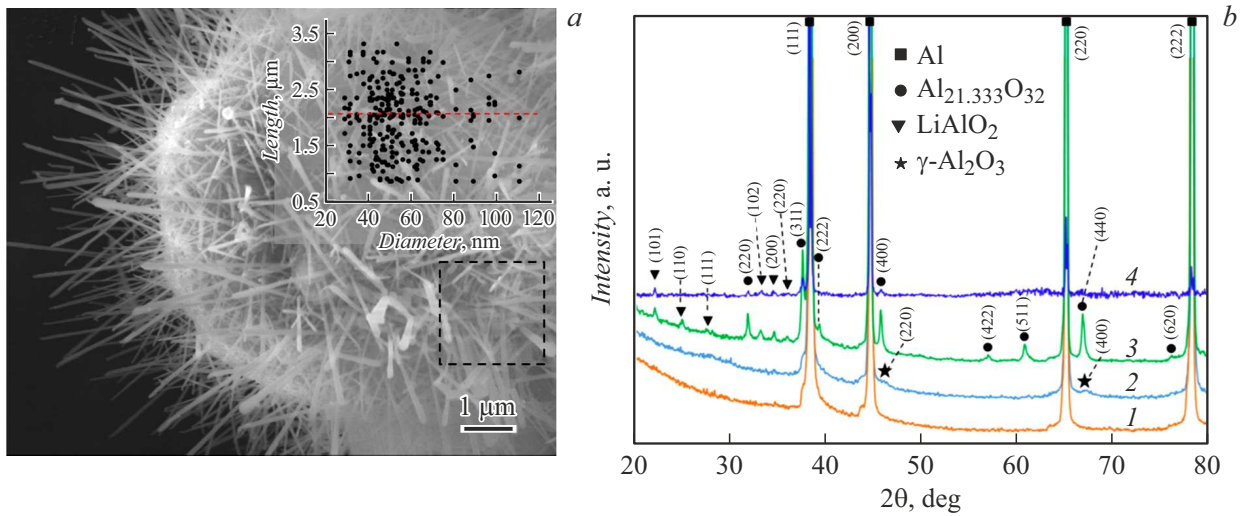 a
3.5
2.5
1.5
0.5
Length, μm
20 40 60 80 100 120
Diameter, nm
1 μm
b
Intensity, a. u.
(111)
(200)
(220)
(222)
Al
Al21.333O32
LiAlO2
γ-Al2O3
(101)
(110)
(111)
(220)
(102)
(200)
(220)
(311)
(222)
(400)
(220)
(422)
(511)
(440)
(400)
(620)
4
3
2
1
20 30 40 50 60 70 80
2θ, deg